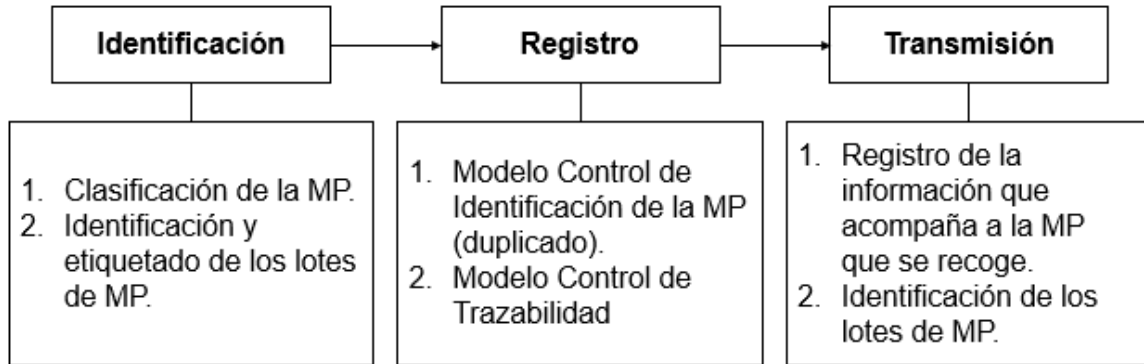 Identificación
Registro
Transmisión
1. Clasificación de la MP.
2. Identificación y
etiquetado de los lotes
de MP.
1. Modelo Control de
Identificación de la MP
(duplicado).
2. Modelo Control de
Trazabilidad
1. Registro de la
información que
acompaña a la MP
que se recoge.
2. Identificación de los
lotes de MP.